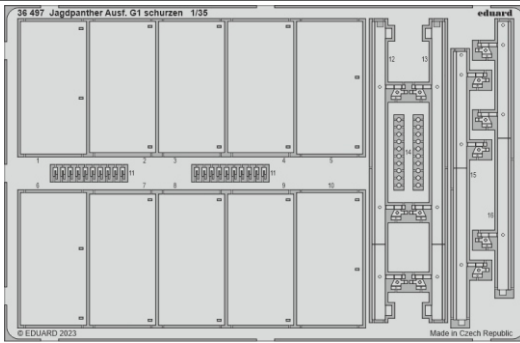 36 497 Jagdpanther Ausf. G1 schurzen 1/35
eduard
12 13
1 2 3 4 5
14
11 11
15
6 7 8 9 10
16
© EDUARD 2023
Made in Czech Republic